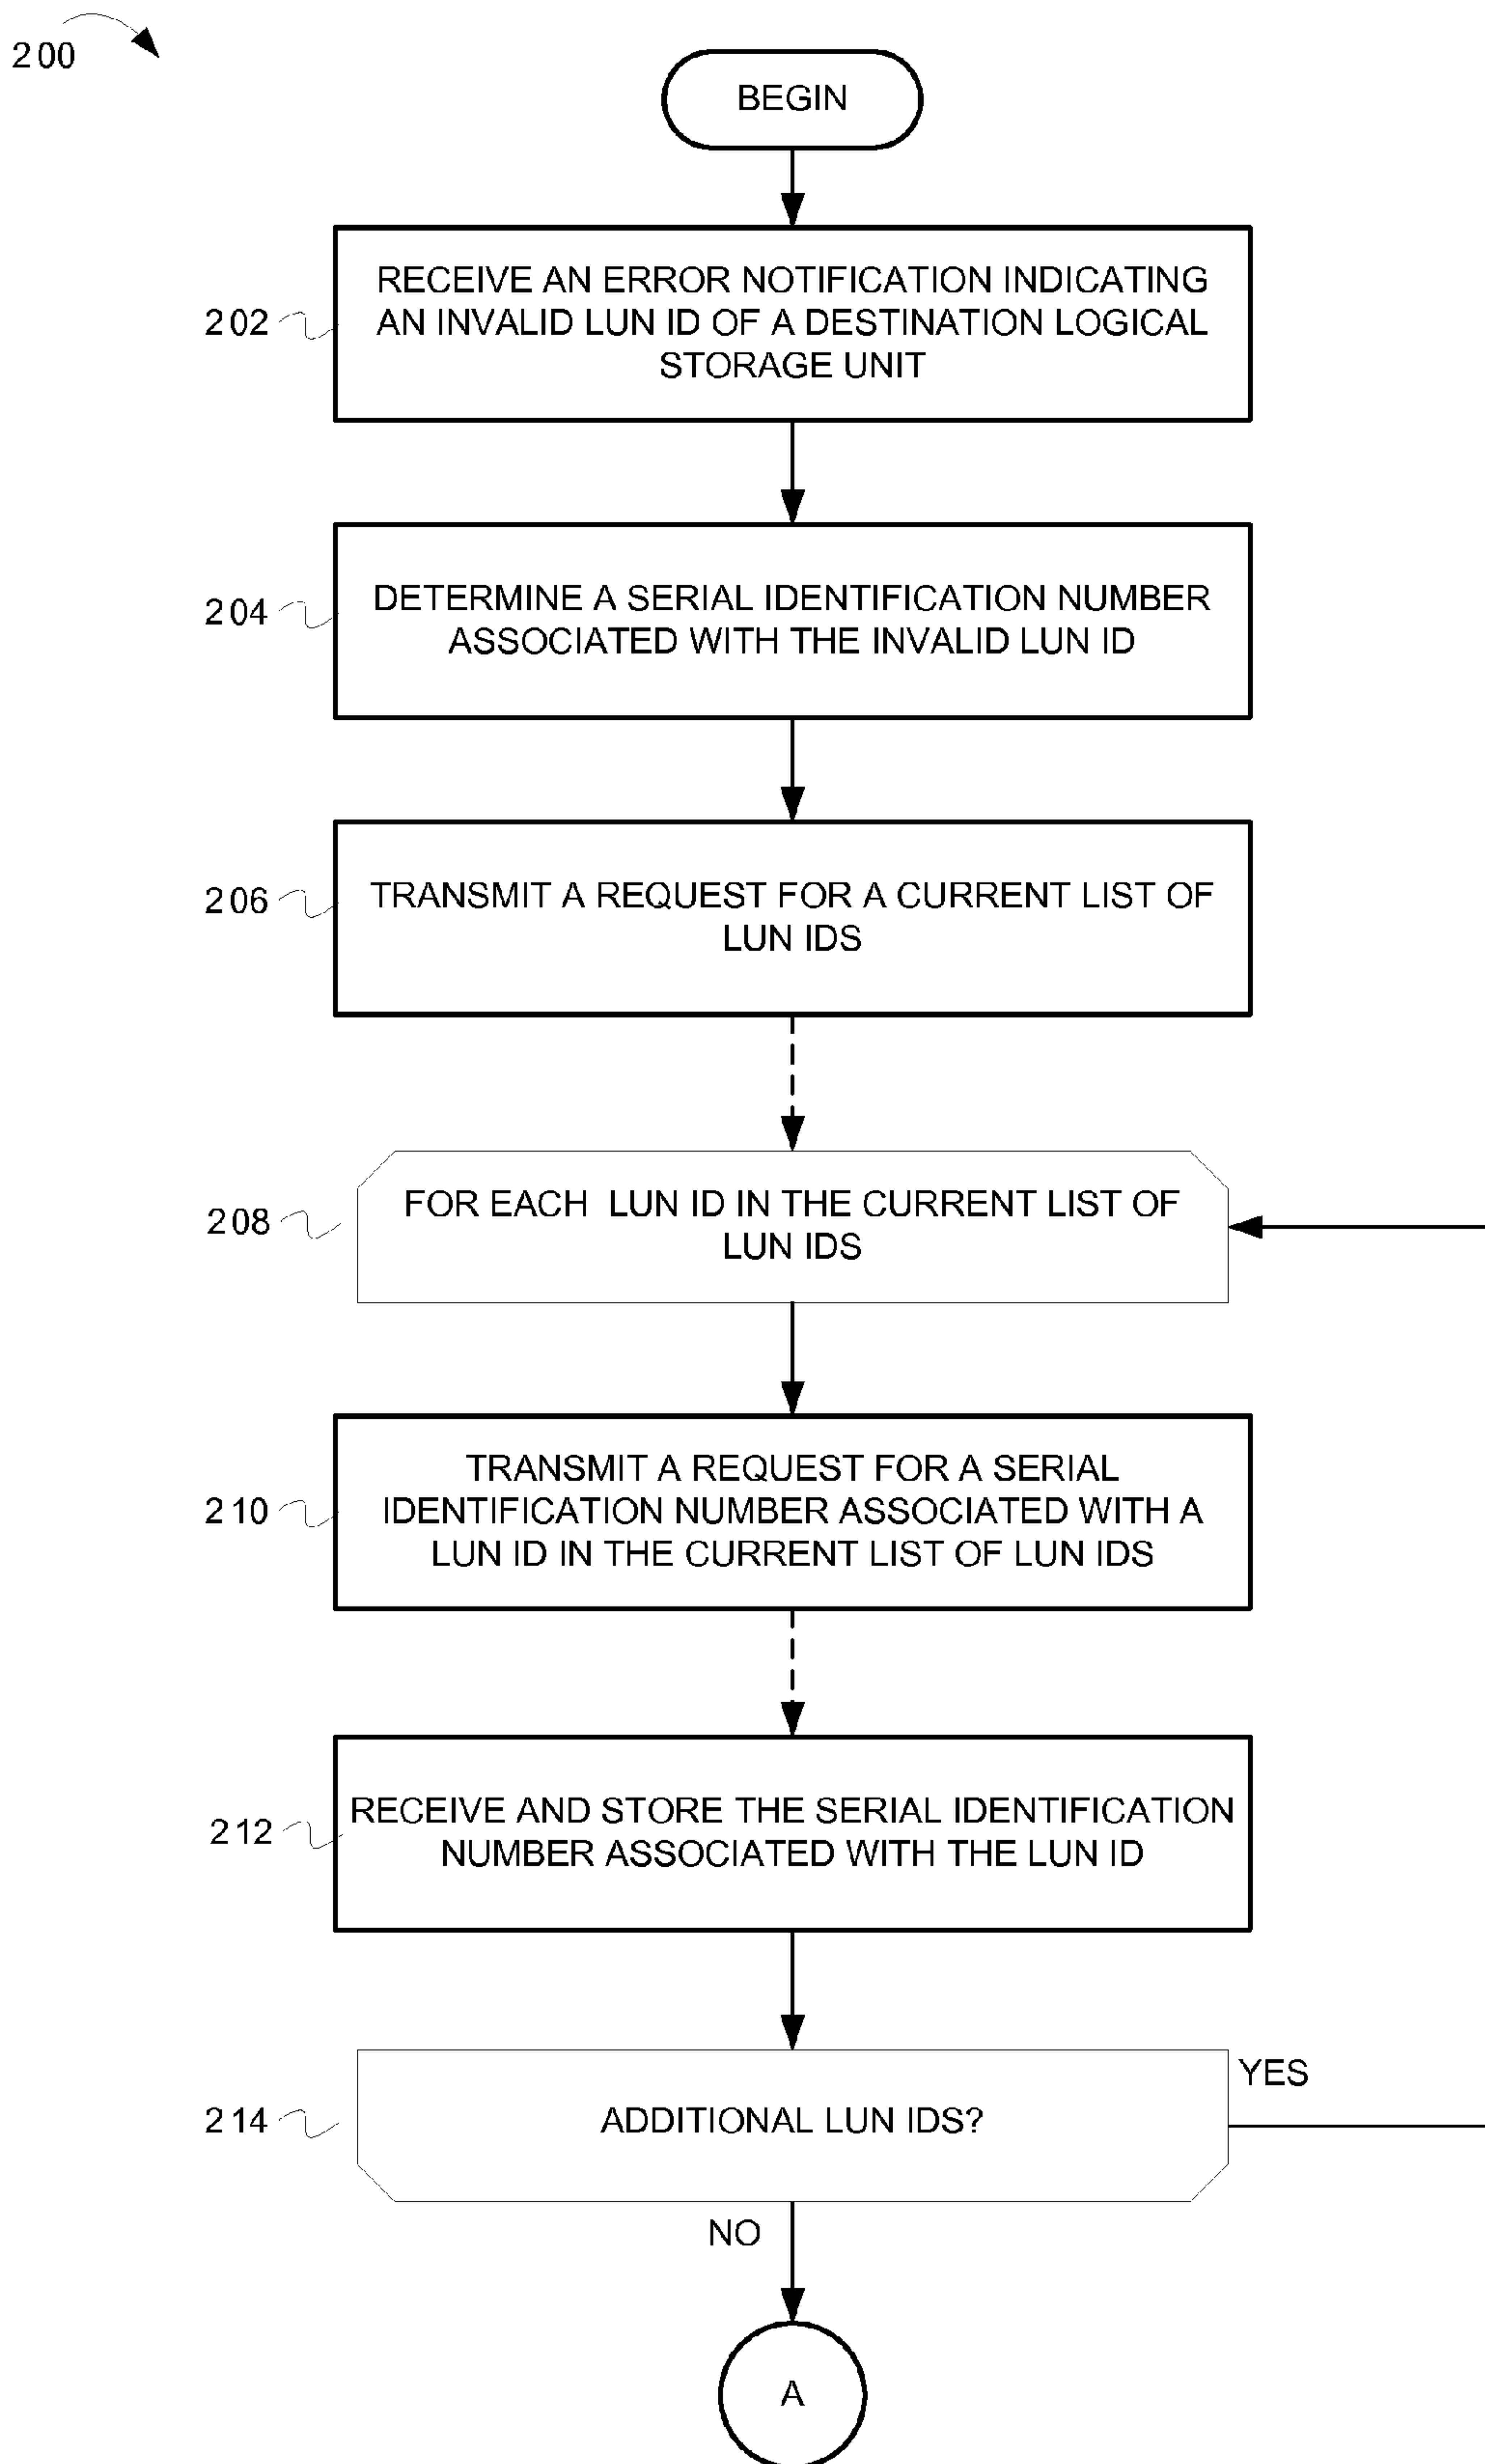 200
BEGIN
202
RECEIVE AN ERROR NOTIFICATION INDICATING
AN INVALID LUN ID OF A DESTINATION LOGICAL
STORAGE UNIT
204
DETERMINE A SERIAL IDENTIFICATION NUMBER
ASSOCIATED WITH THE INVALID LUN ID
206
TRANSMIT A REQUEST FOR A CURRENT LIST OF
LUN IDS
208
FOR EACH LUN ID IN THE CURRENT LIST OF
LUN IDS
210
TRANSMIT A REQUEST FOR A SERIAL
IDENTIFICATION NUMBER ASSOCIATED WITH A
LUN ID IN THE CURRENT LIST OF LUN IDS
212
RECEIVE AND STORE THE SERIAL IDENTIFICATION
NUMBER ASSOCIATED WITH THE LUN ID
214
ADDITIONAL LUN IDS?
YES
NO
A